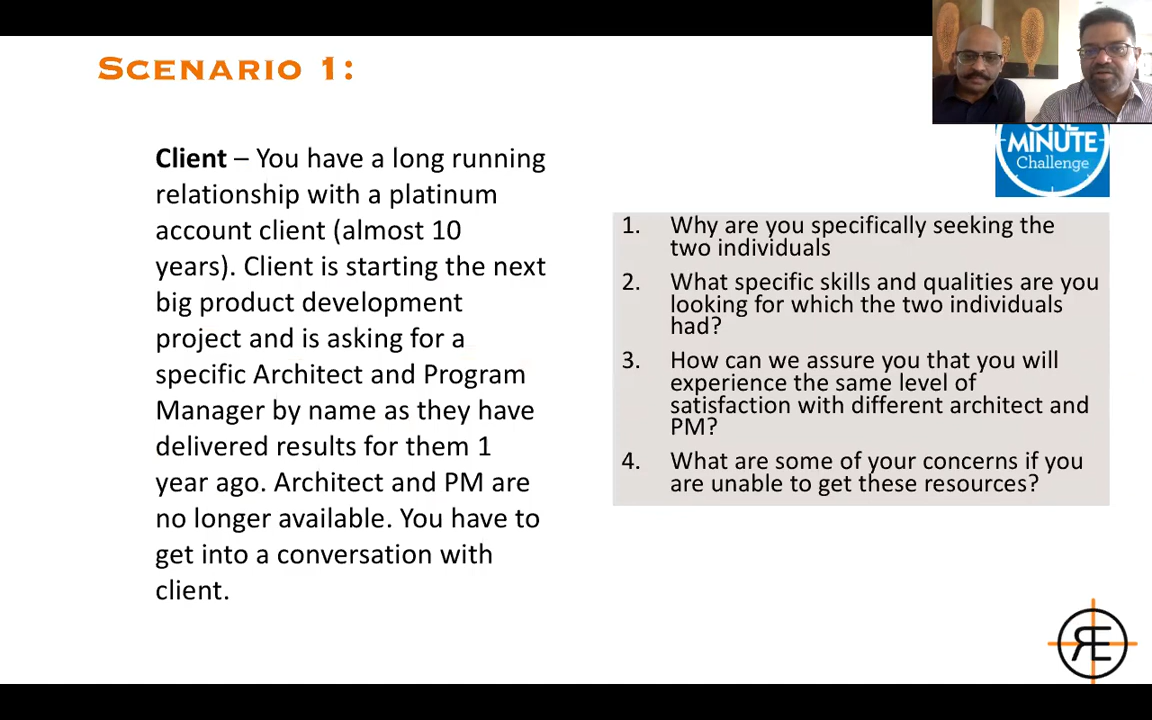 SCENARIO 1:
Client – You have a long running
relationship with a platinum
account client (almost 10
years). Client is starting the next
big product development
project and is asking for a
specific Architect and Program
Manager by name as they have
delivered results for them 1
year ago. Architect and PM are
no longer available. You have to
get into a conversation with
client.
ONE
MINUTE
Challenge
1. Why are you specifically seeking the
two individuals
2. What specific skills and qualities are you
looking for which the two individuals
had?
3. How can we assure you that you will
experience the same level of
satisfaction with different architect and
PM?
4. What are some of your concerns if you
are unable to get these resources?
RE